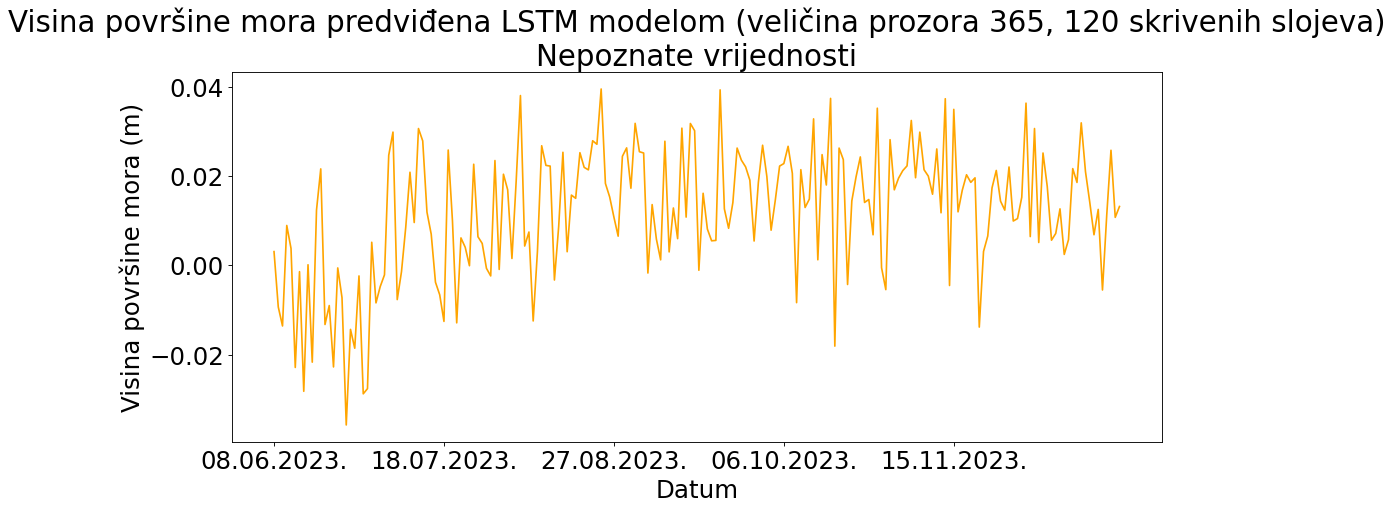 Visina površine mora predviđena LSTM modelom (veličina prozora 365, 120 skrivenih slojeva)
Nepoznate vrijednosti
Visina površine mora (m)
0.04
0.02
0.00
−0.02
08.06.2023. 18.07.2023. 27.08.2023. 06.10.2023. 15.11.2023.
Datum